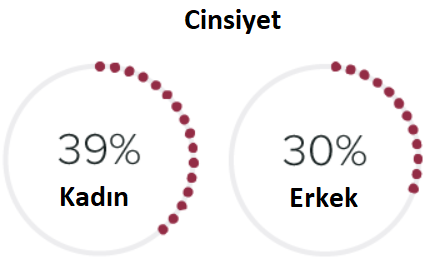 Cinsiyet
39%
Kadın
30%
Erkek